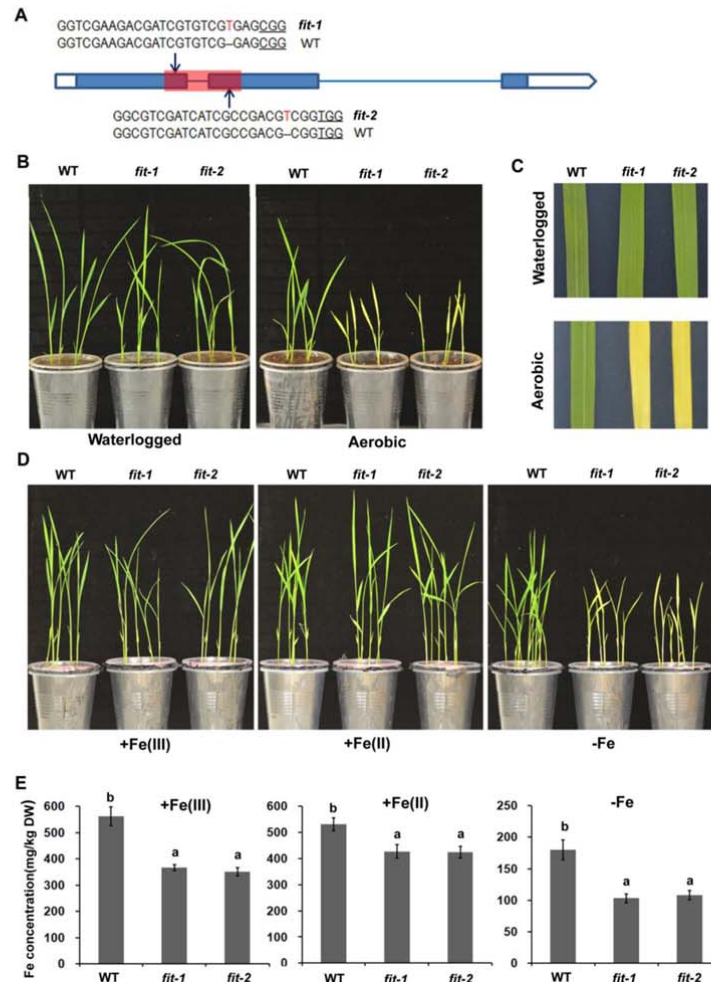 A
GGTCGAAGACGATCGTGTCGTGAGCGG fit-1
GGTCGAAGACGATCGTGTCG–GAGCGG WT
GGCGTCGATCATCGCCGACGTCGGTGG fit-2
GGCGTCGATCATCGCCGACG–CGGTGG WT
B
WT fit-1 fit-2 WT fit-1 fit-2
Waterlogged Aerobic
C
WT fit-1 fit-2
Waterlogged
Aerobic
D
WT fit-1 fit-2 WT fit-1 fit-2 WT fit-1 fit-2
+Fe(III) +Fe(II) -Fe
E
Fe concentration(mg/kg DW)
+Fe(III)
600
500
400
300
200
100
0
b a a
WT fit-1 fit-2
+Fe(II)
600
500
400
300
200
100
0
b a a
WT fit-1 fit-2
-Fe
250
200
150
100
50
0
b a a
WT fit-1 fit-2